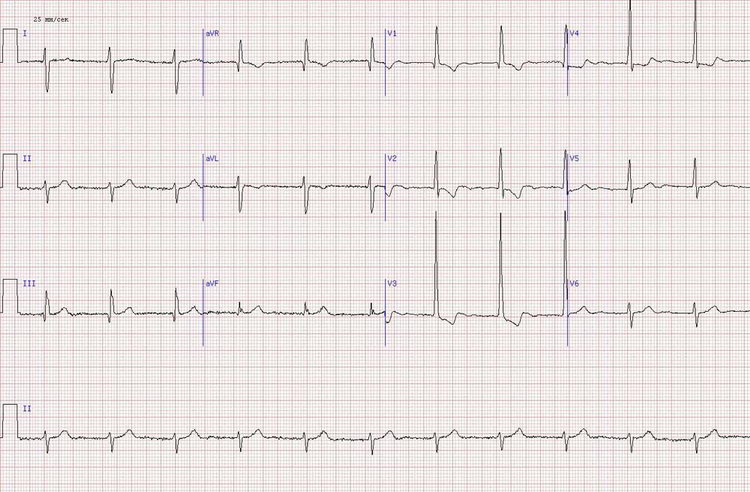 25 мм/сек
I aVR V1 V4
II aVL V2 V5
III aVF V3 V6
II